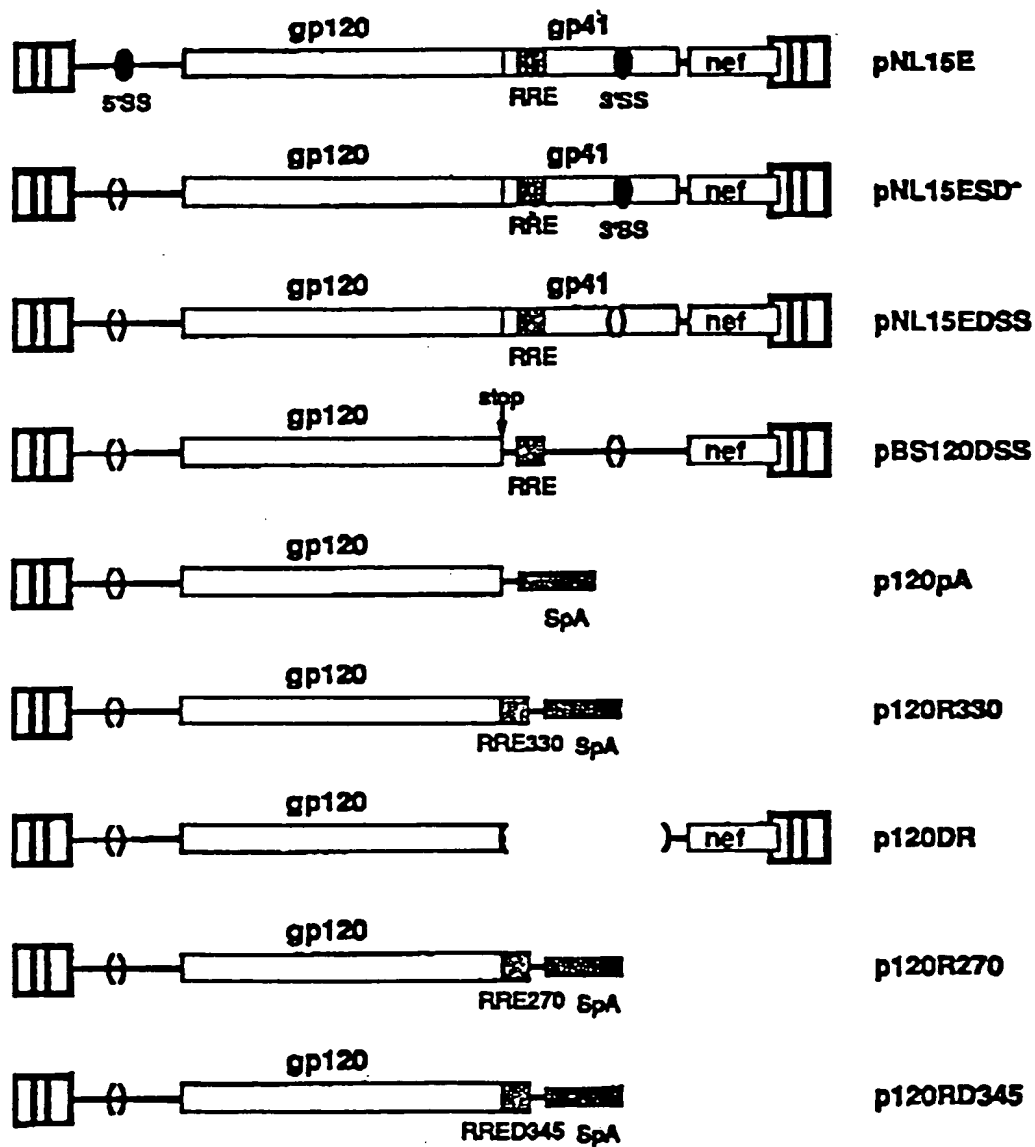 gp120 gp41
nef pNL15E
5'SS RRE 3'SS
gp120 gp41
nef pNL15ESD-
RRE 3'SS
gp120 gp41
nef pNL15EDSS
RRE
stop
gp120
nef pBS120DSS
RRE
gp120
p120pA
SpA
gp120
p120R330
RRE330 SpA
gp120
nef p120DR
gp120
p120R270
RRE270 SpA
gp120
p120RD345
RRED345 SpA